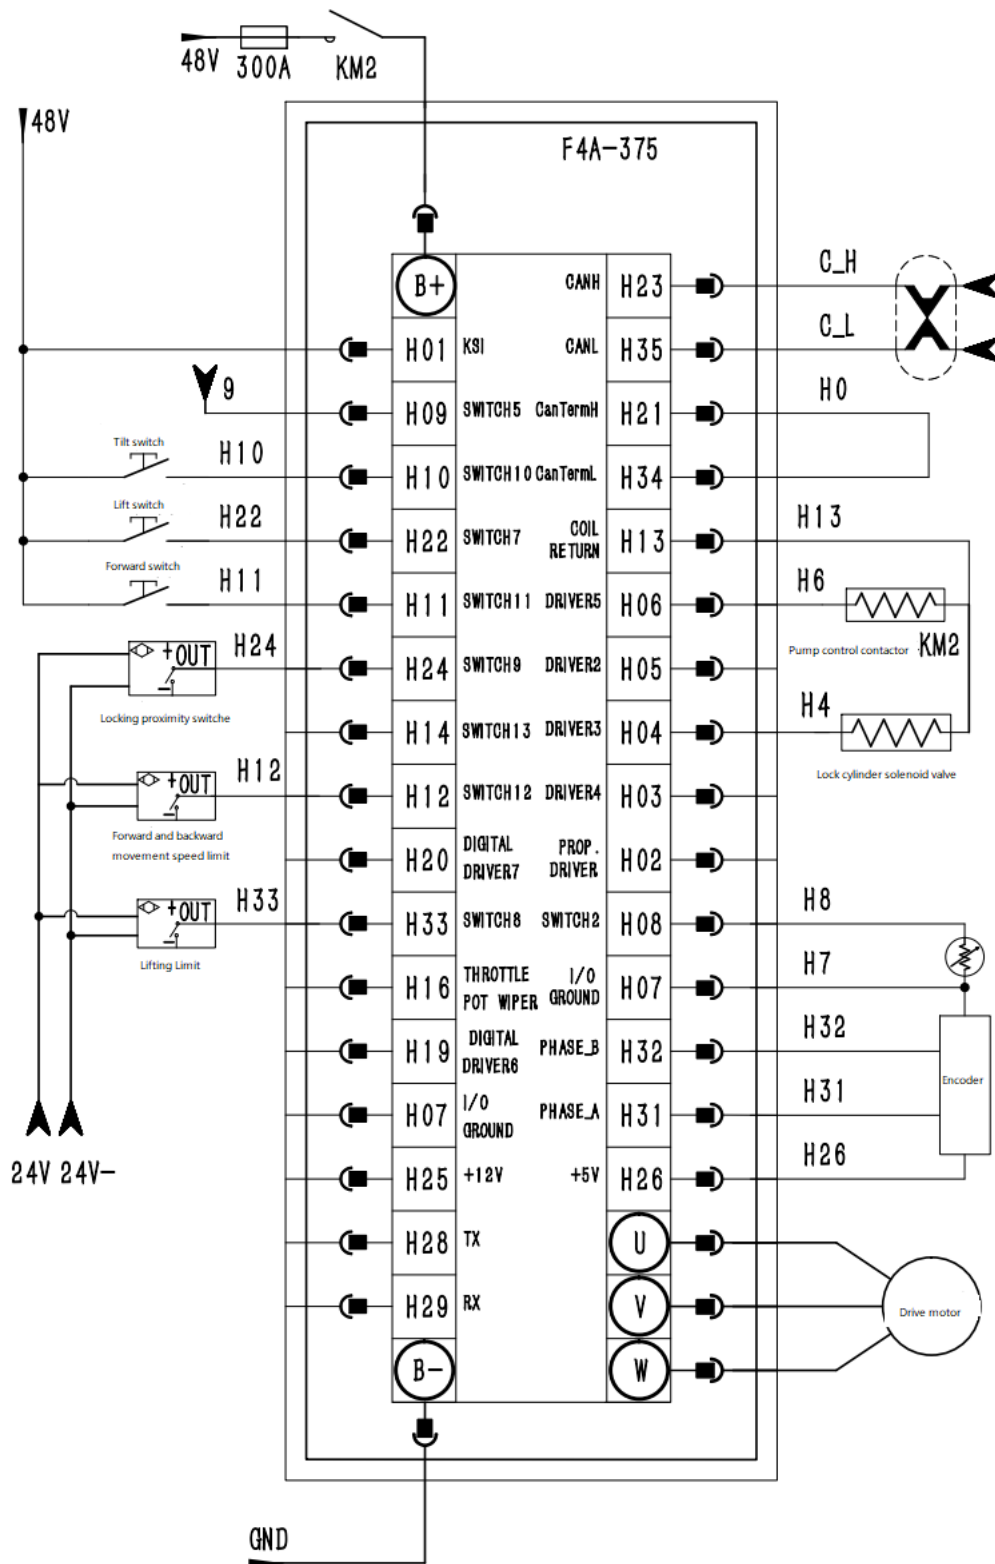 48V
300A
KM2
48V
F4A-375
B+
CANH
H23
C_H
H01
KSI
CANL
H35
C_L
9
H09
SWITCH5
CanTermH
H21
H0
Tilt switch
H10
H10
SWITCH10
CanTermL
H34
Lift switch
H22
H22
SWITCH7
COIL
RETURN
H13
H13
Forward switch
H11
H11
SWITCH11
DRIVER5
H06
H6
Pump control contactor
KM2
+OUT
-
H24
H24
SWITCH9
DRIVER2
H05
Locking proximity switche
H14
SWITCH13
DRIVER3
H04
H4
Lock cylinder solenoid valve
+OUT
-
H12
H12
SWITCH12
DRIVER4
H03
Forward and backward
movement speed limit
H20
DIGITAL
DRIVER7
PROP.
DRIVER
H02
+OUT
-
H33
H33
SWITCH8
SWITCH2
H08
H8
Lifting Limit
H16
THROTTLE
POT WIPER
I/O
GROUND
H07
H7
H19
DIGITAL
DRIVER6
PHASE_B
H32
H32
Encoder
H07
I/O
GROUND
PHASE_A
H31
H31
24V
24V-
H25
+12V
+5V
H26
H26
H28
TX
U
H29
RX
V
Drive motor
B-
W
GND